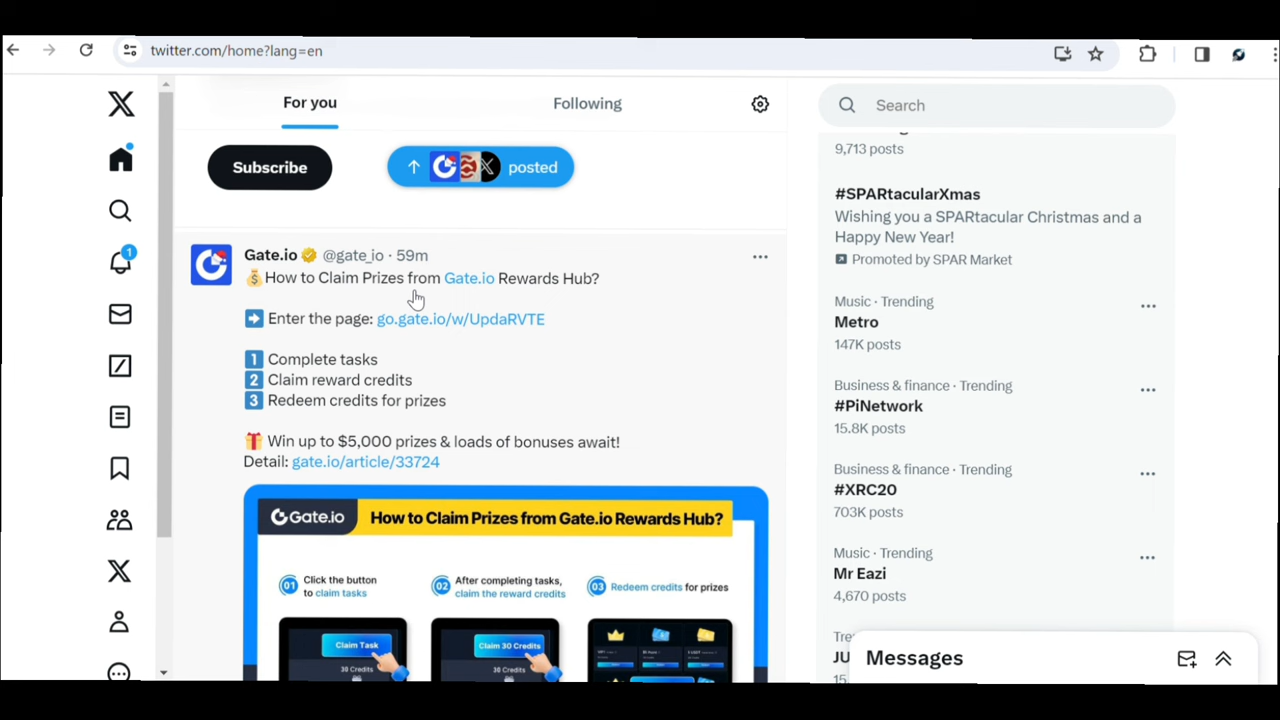 twitter.com/home?lang=en
For you
Following
Search
Subscribe
posted
9,713 posts
#SPARtacularXmas
Wishing you a SPARtacular Christmas and a
Happy New Year!
Promoted by SPAR Market
Music · Trending
Metro
147K posts
Business & finance · Trending
#PiNetwork
15.8K posts
Business & finance · Trending
#XRC20
703K posts
Music · Trending
Mr Eazi
4,670 posts
Messages
1
Gate.io @gate_io · 59m
💰How to Claim Prizes from Gate.io Rewards Hub?
➡️ Enter the page: go.gate.io/w/UpdaRVTE
1️⃣ Complete tasks
2️⃣ Claim reward credits
3️⃣ Redeem credits for prizes
🎁 Win up to $5,000 prizes & loads of bonuses await!
Detail: gate.io/article/33724
Gate.io
How to Claim Prizes from Gate.io Rewards Hub?
01 Click the button
to claim tasks
02 After completing tasks,
claim the reward credits
03 Redeem credits for prizes
Claim Task
30 Credits
Claim 30 Credits
30 Credits